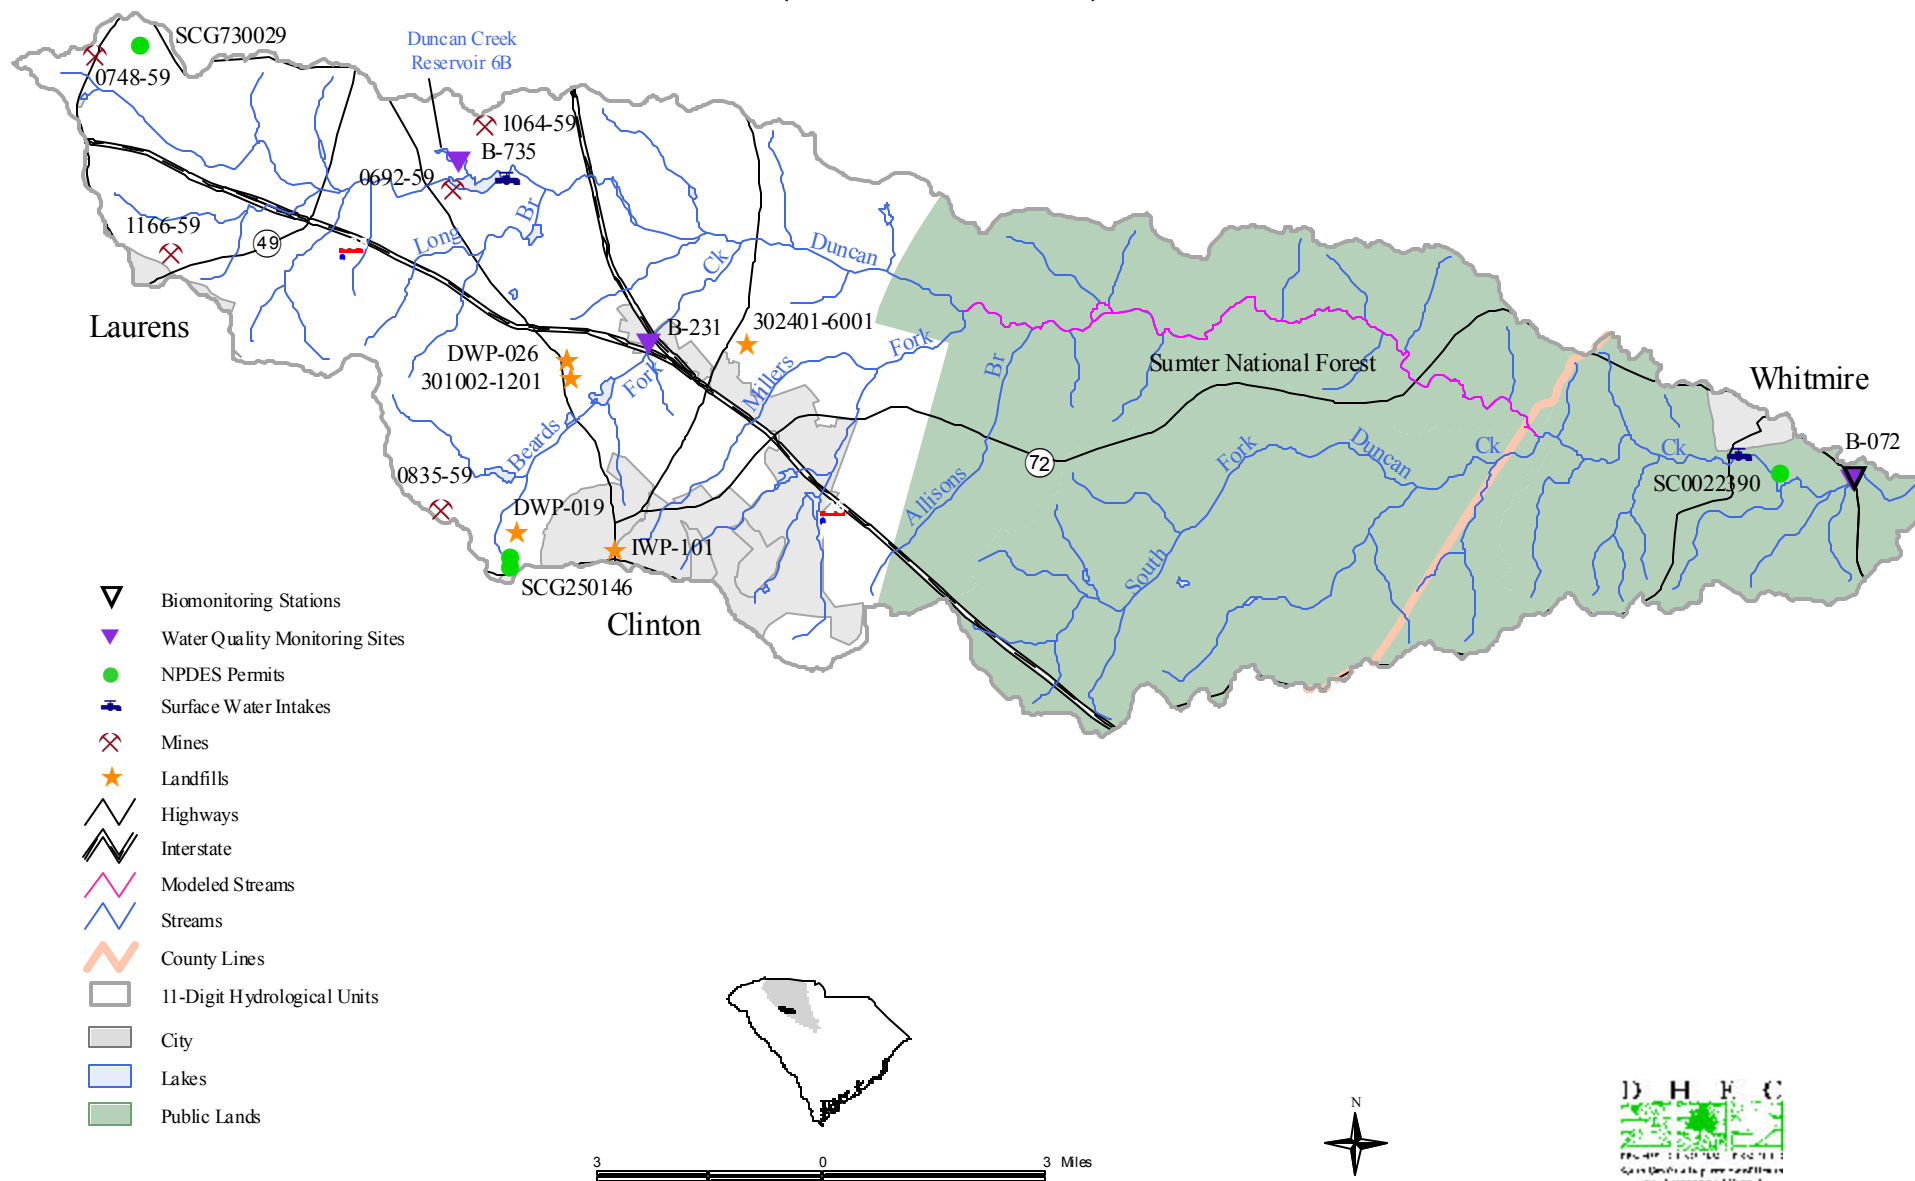 SCG730029
0748-59
Duncan Creek
Reservoir 6B
1064-59
B-735
0692-59
1166-59
49
Long
Br
Ck
Duncan
Laurens
B-231
302401-6001
DWP-026
301002-1201
Fork
Millers
Fork
Br
Sumter National Forest
Whitmire
Beards
72
Allisons
Fork
Duncan
Ck
Ck
B-072
SC0022390
0835-59
DWP-019
IWP-101
SCG250146
South
Clinton
Biomonitoring Stations
Water Quality Monitoring Sites
NPDES Permits
Surface Water Intakes
Mines
Landfills
Highways
Interstate
Modeled Streams
Streams
County Lines
11-Digit Hydrological Units
City
Lakes
Public Lands
3 0 3 Miles
N
D H E C